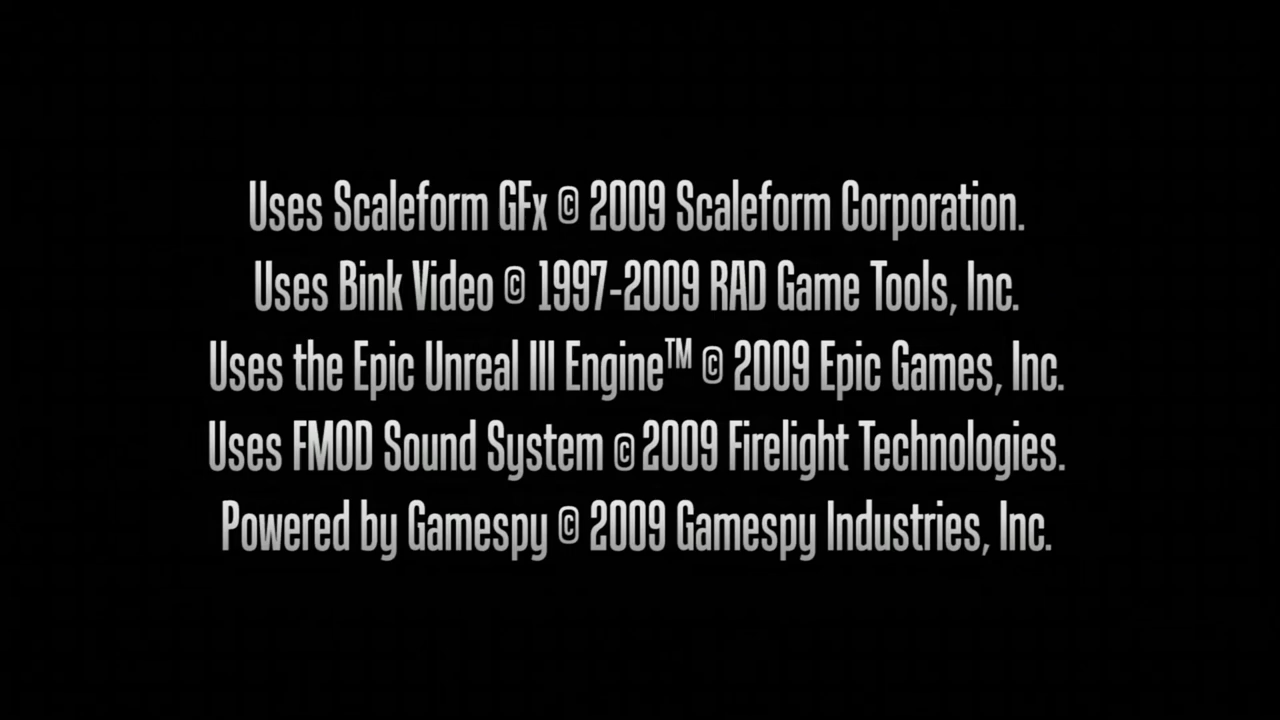 Uses Scaleform GFx © 2009 Scaleform Corporation.
Uses Bink Video © 1997-2009 RAD Game Tools, Inc.
Uses the Epic Unreal III Engine™ © 2009 Epic Games, Inc.
Uses FMOD Sound System © 2009 Firelight Technologies.
Powered by Gamespy © 2009 Gamespy Industries, Inc.